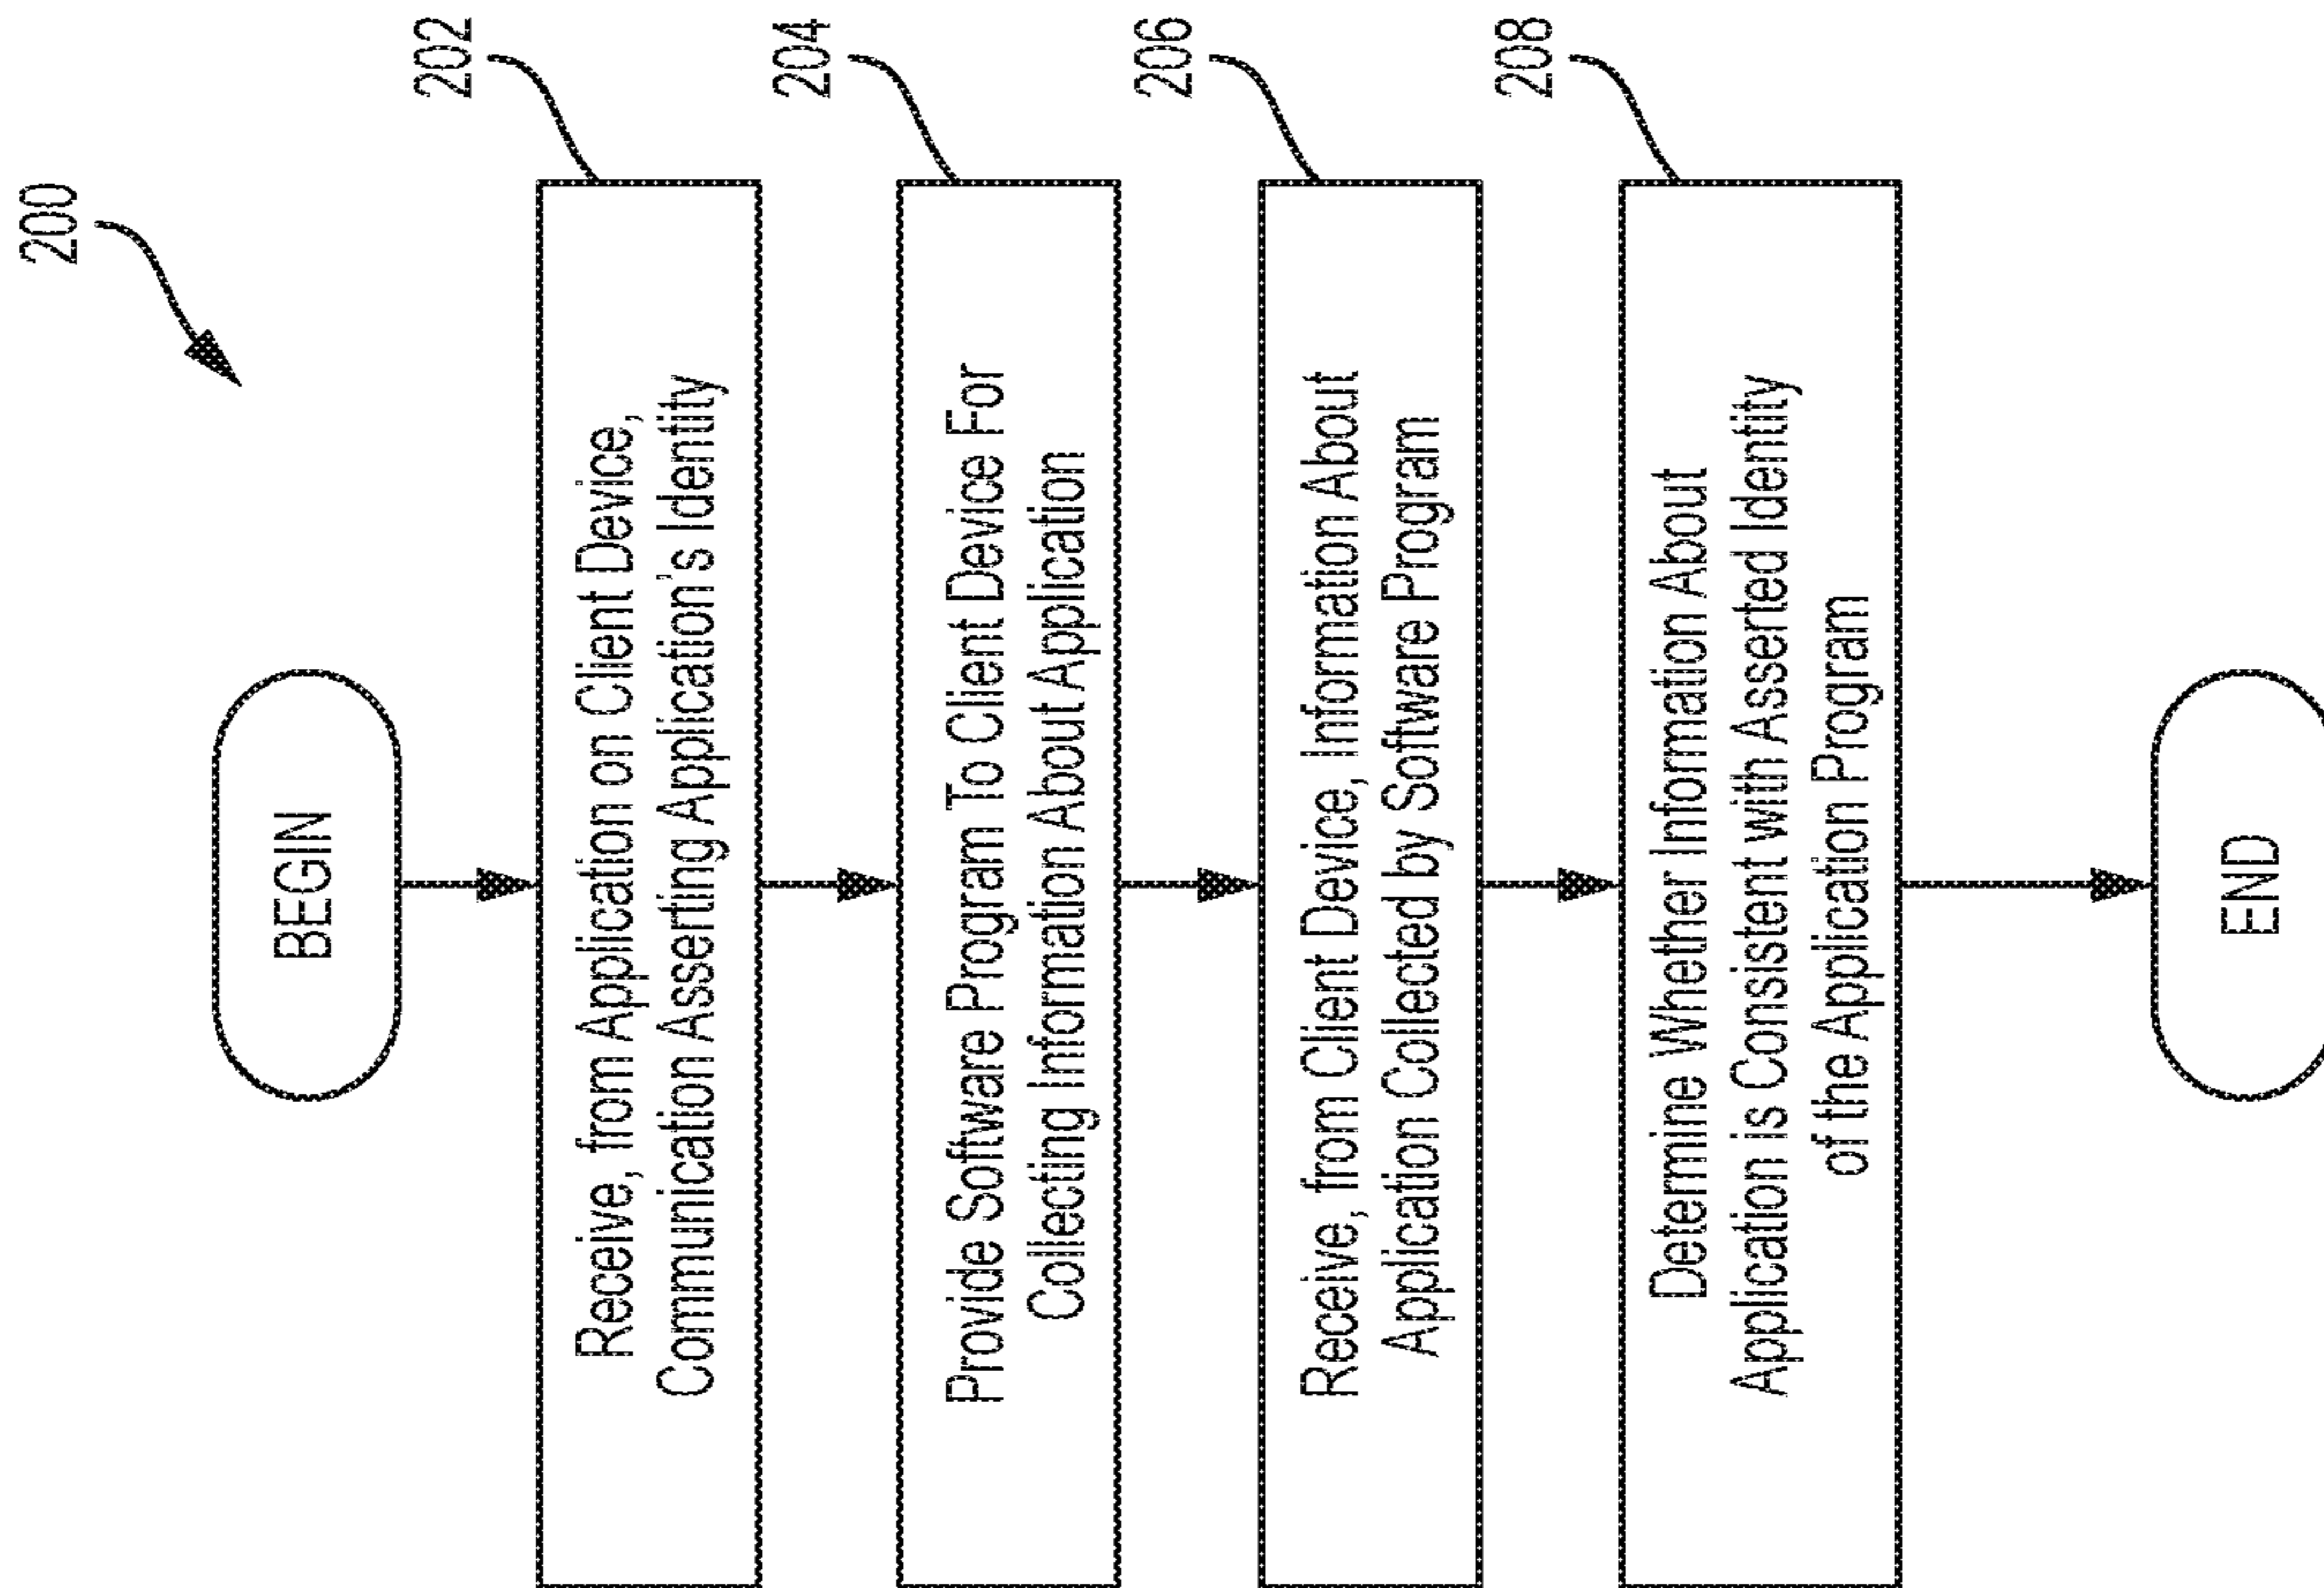 200
BEGIN
202
Receive, from Application on Client Device,
Communication Asserting Application's Identity
204
Provide Software Program To Client Device For
Collecting Information About Application
206
Receive, from Client Device, Information About
Application Collected by Software Program
208
Determine Whether Information About
Application is Consistent with Asserted Identity
of the Application Program
END